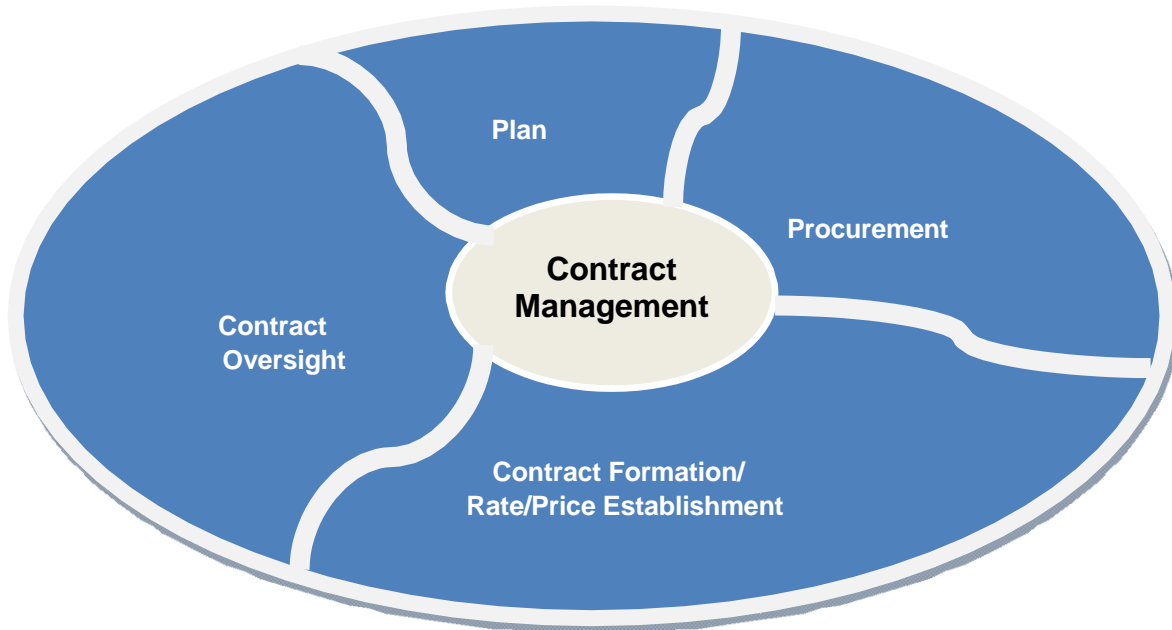 Plan
Procurement
Contract
Management
Contract
Oversight
Contract Formation/
Rate/Price Establishment